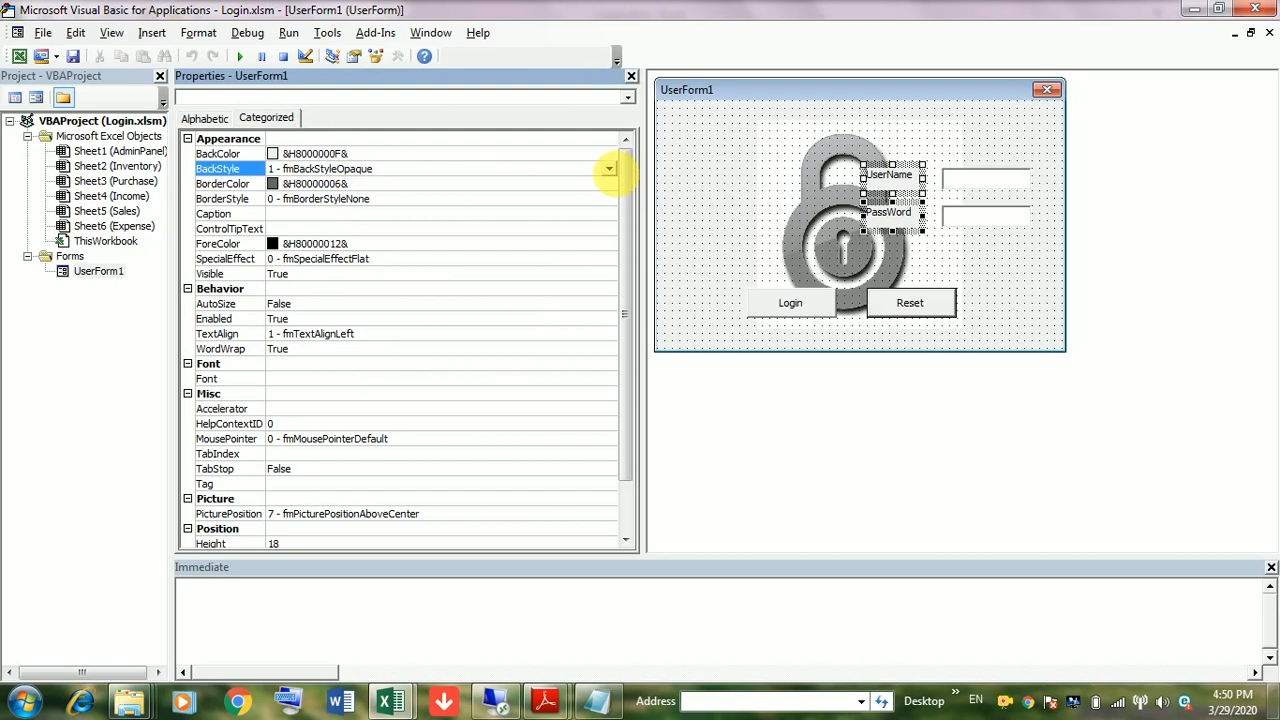 Microsoft Visual Basic for Applications - Login.xlsm - [UserForm1 (UserForm)]
File Edit View Insert Format Debug Run Tools Add-Ins Window Help
Project - VBAProject
VBAProject (Login.xlsm)
Microsoft Excel Objects
Sheet1 (AdminPanel)
Sheet2 (Inventory)
Sheet3 (Purchase)
Sheet4 (Income)
Sheet5 (Sales)
Sheet6 (Expense)
ThisWorkbook
Forms
UserForm1
Properties - UserForm1
Alphabetic Categorized
Appearance
BackColor &H8000000F&
BackStyle 1 - fmBackStyleOpaque
BorderColor &H80000006&
BorderStyle 0 - fmBorderStyleNone
Caption
ControlTipText
ForeColor &H80000012&
SpecialEffect 0 - fmSpecialEffectFlat
Visible True
Behavior
AutoSize False
Enabled True
TextAlign 1 - fmTextAlignLeft
WordWrap True
Font
Font
Misc
Accelerator
HelpContextID 0
MousePointer 0 - fmMousePointerDefault
TabIndex
TabStop False
Tag
Picture
PicturePosition 7 - fmPicturePositionAboveCenter
Position
Height 18
UserForm1
UserName
PassWord
Login Reset
Immediate
Address Desktop » EN 4:50 PM
3/29/2020